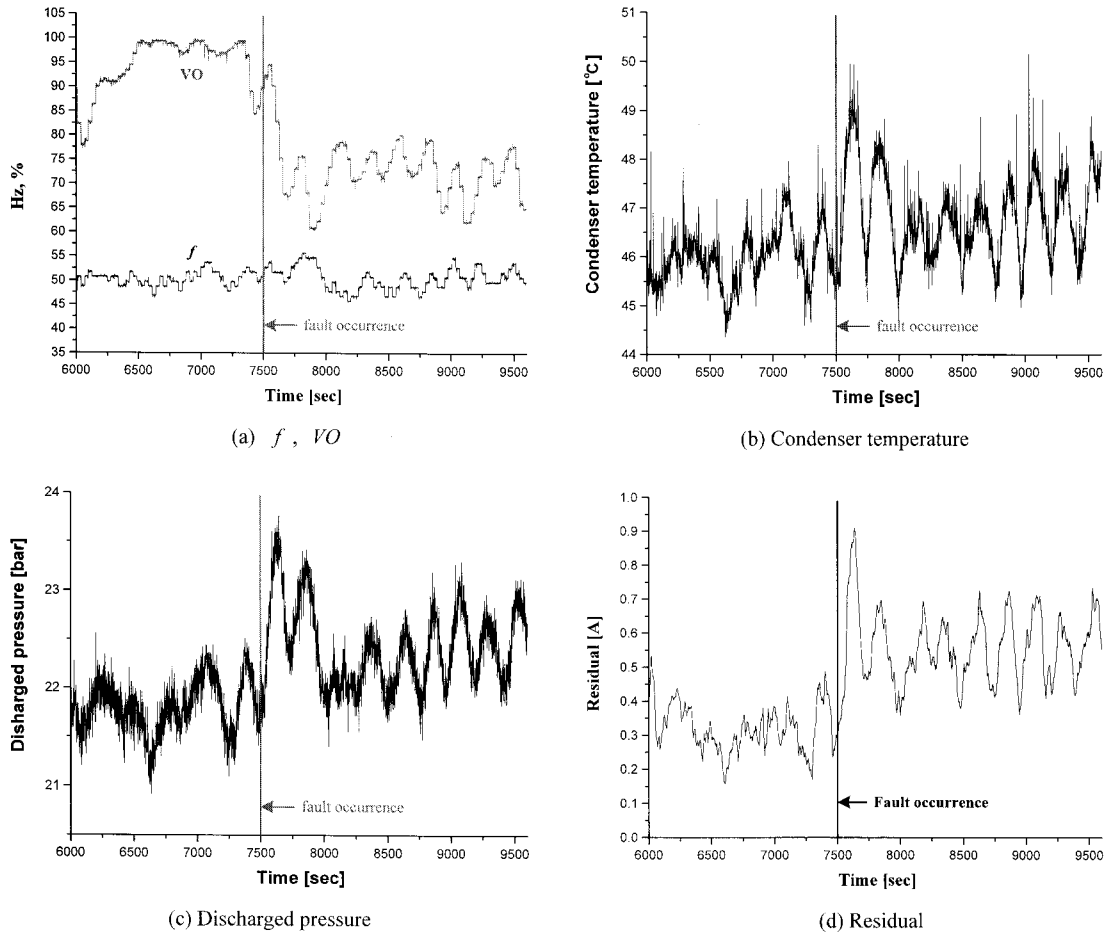 105
100
95
90
85
80
75
70
65
60
55
50
45
40
35
Hz, %
VO
f
fault occurrence
6000 6500 7000 7500 8000 8500 9000 9500
Time [sec]
(a) f , VO
51
50
49
48
47
46
45
44
Condenser temperature [°C]
fault occurrence
6000 6500 7000 7500 8000 8500 9000 9500
Time [sec]
(b) Condenser temperature
24
23
22
21
Disharged pressure [bar]
fault occurrence
6000 6500 7000 7500 8000 8500 9000 9500
Time [sec]
(c) Discharged pressure
1.0
0.9
0.8
0.7
0.6
0.5
0.4
0.3
0.2
0.1
0.0
Residual [A]
Fault occurrence
6000 6500 7000 7500 8000 8500 9000 9500
Time [sec]
(d) Residual